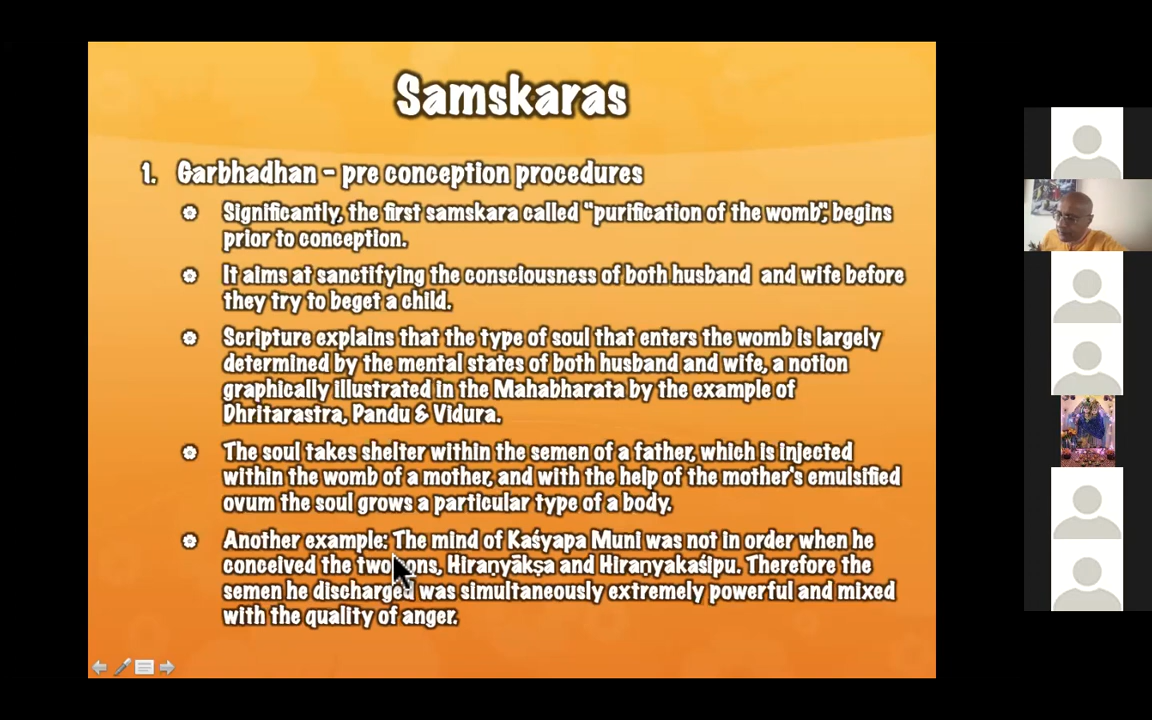 Samskaras
1. Garbhadhan - pre conception procedures
Significantly, the first samskara called "purification of the womb", begins
prior to conception.
It aims at sanctifying the consciousness of both husband and wife before
they try to beget a child.
Scripture explains that the type of soul that enters the womb is largely
determined by the mental states of both husband and wife, a notion
graphically illustrated in the Mahabharata by the example of
Dhritarastra, Pandu & Vidura.
The soul takes shelter within the semen of a father, which is injected
within the womb of a mother, and with the help of the mother's emulsified
ovum the soul grows a particular type of a body.
Another example: The mind of Kaśyapa Muni was not in order when he
conceived the two sons, Hiraṇyākṣa and Hiraṇyakaśipu. Therefore the
semen he discharged was simultaneously extremely powerful and mixed
with the quality of anger.